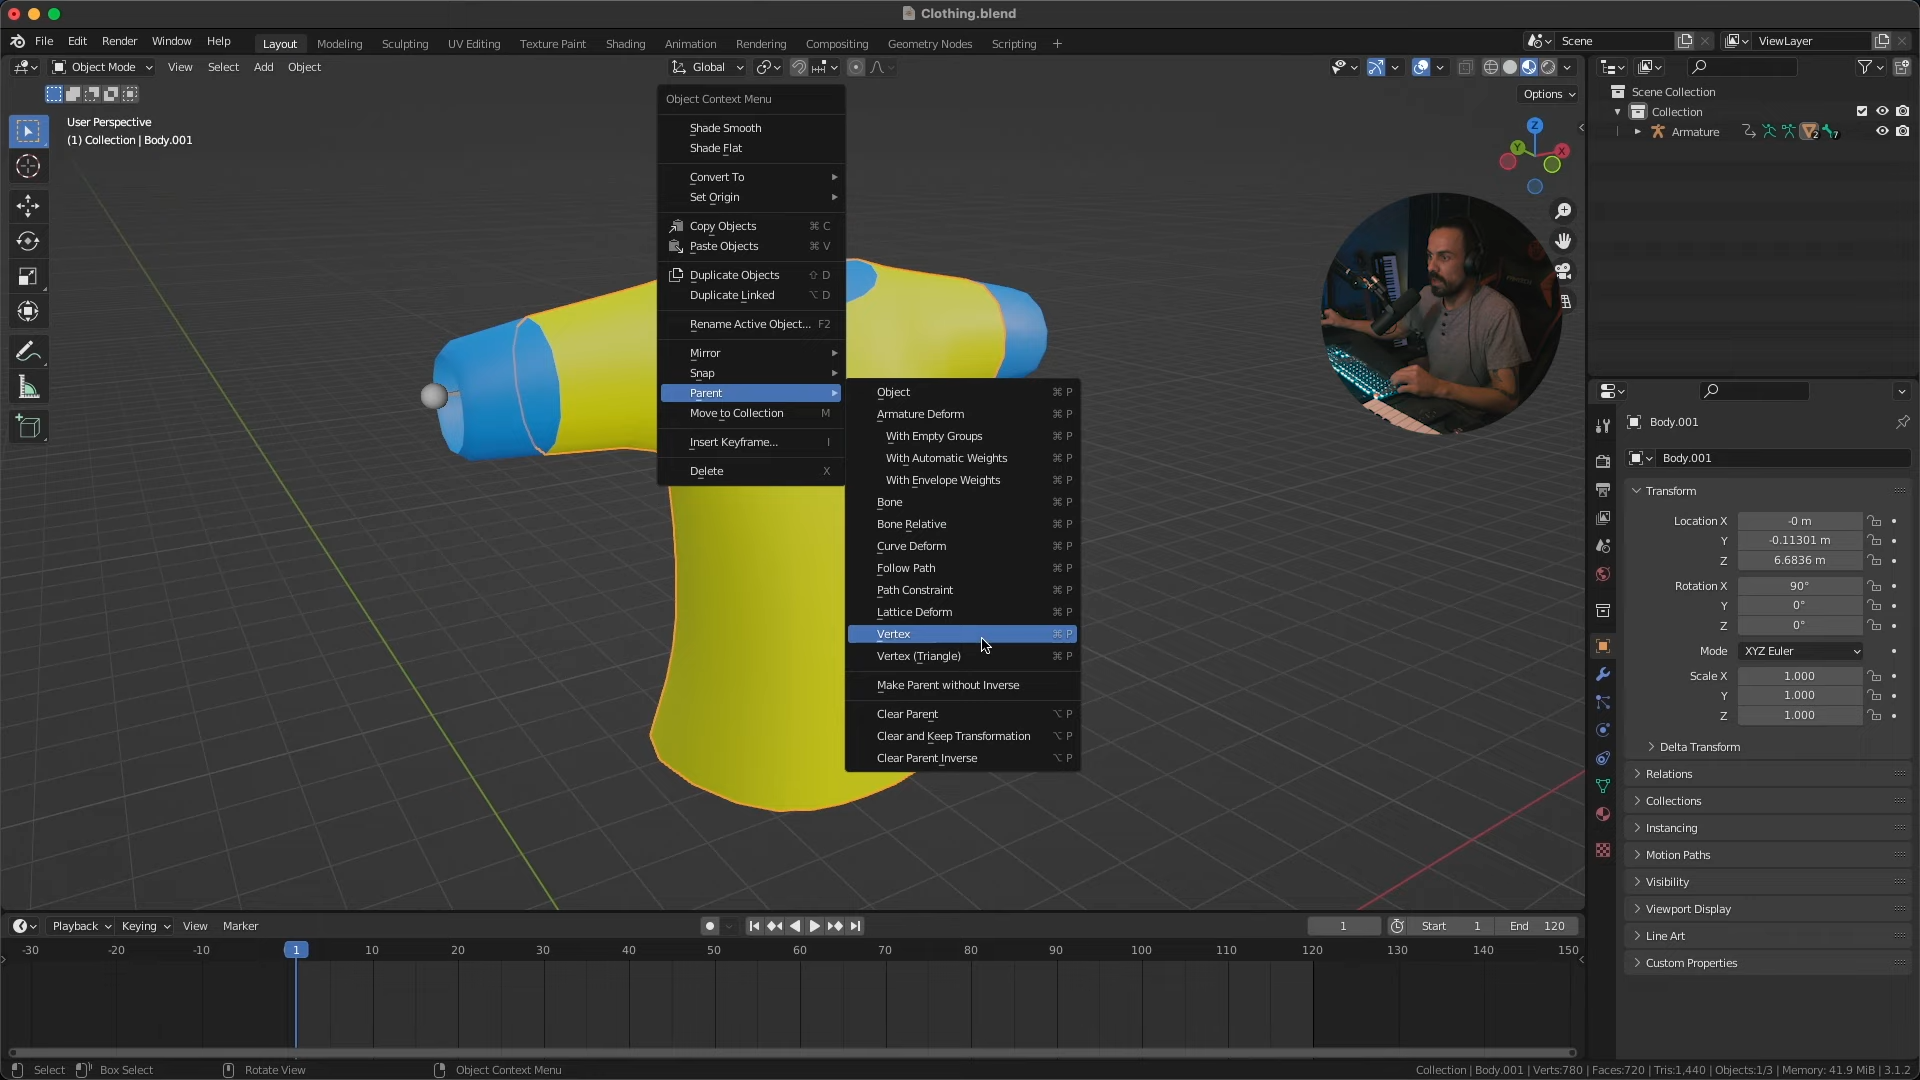 Clothing.blend
File Edit Render Window Help
Layout Modeling Sculpting UV Editing Texture Paint Shading Animation Rendering Compositing Geometry Nodes Scripting +
Scene
ViewLayer
Object Mode View Select Add Object
Global
Options
User Perspective
(1) Collection | Body.001
Object Context Menu
Shade Smooth
Shade Flat
Convert To
Set Origin
Copy Objects ⌘ C
Paste Objects ⌘ V
Duplicate Objects ⇧ D
Duplicate Linked ⌥ D
Rename Active Object... F2
Mirror
Snap
Parent
Move to Collection M
Insert Keyframe... I
Delete X
Object ⌘ P
Armature Deform ⌘ P
With Empty Groups ⌘ P
With Automatic Weights ⌘ P
With Envelope Weights ⌘ P
Bone ⌘ P
Bone Relative ⌘ P
Curve Deform ⌘ P
Follow Path ⌘ P
Path Constraint ⌘ P
Lattice Deform ⌘ P
Vertex ⌘ P
Vertex (Triangle) ⌘ P
Make Parent without Inverse
Clear Parent ⌥ P
Clear and Keep Transformation ⌥ P
Clear Parent Inverse ⌥ P
Z
Y
X
Scene Collection
Collection
Armature 2 7
Body.001
Body.001
Transform
Location X -0 m
Y -0.11301 m
Z 6.6836 m
Rotation X 90°
Y 0°
Z 0°
Mode XYZ Euler
Scale X 1.000
Y 1.000
Z 1.000
Delta Transform
Relations
Collections
Instancing
Motion Paths
Visibility
Viewport Display
Line Art
Custom Properties
Playback Keying View Marker
1 Start 1 End 120
-30 -20 -10 1 10 20 30 40 50 60 70 80 90 100 110 120 130 140 150
Select Box Select Rotate View Object Context Menu
Collection | Body.001 | Verts:780 | Faces:720 | Tris:1,440 | Objects:1/3 | Memory: 41.9 MiB | 3.1.2